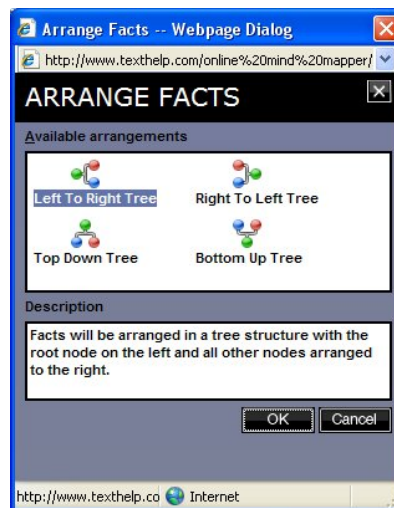 Arrange Facts -- Webpage Dialog
http://www.texthelp.com/online%20mind%20mapper/
ARRANGE FACTS
Available arrangements
Left To Right Tree
Right To Left Tree
Top Down Tree
Bottom Up Tree
Description
Facts will be arranged in a tree structure with the
root node on the left and all other nodes arranged
to the right.
OK
Cancel
http://www.texthelp.co
Internet